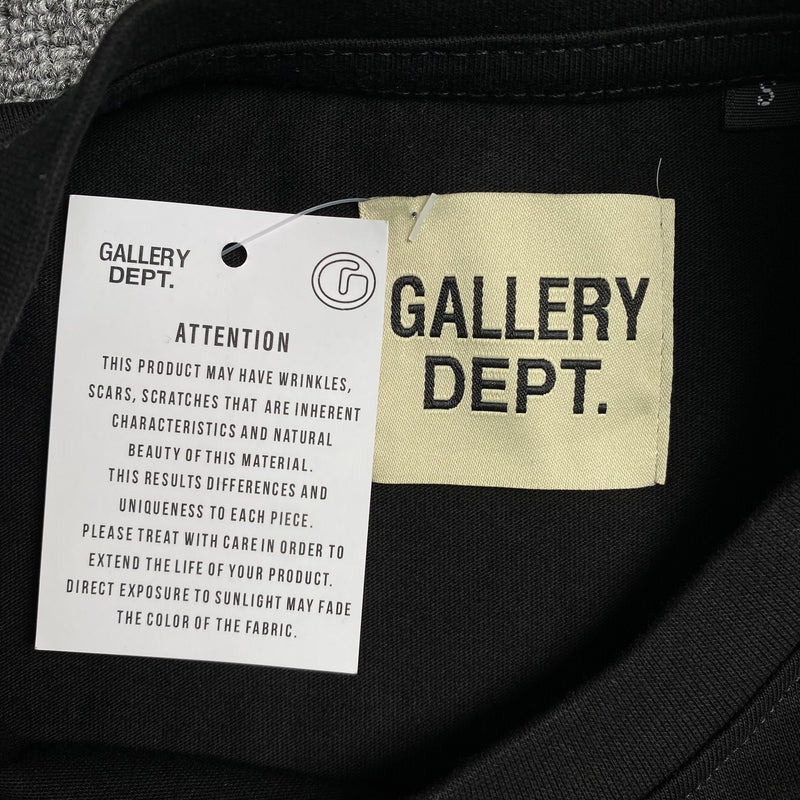 GALLERY
DEPT.
ATTENTION
THIS PRODUCT MAY HAVE WRINKLES,
SCARS, SCRATCHES THAT ARE INHERENT
CHARACTERISTICS AND NATURAL
BEAUTY OF THIS MATERIAL.
THIS RESULTS DIFFERENCES AND
UNIQUENESS TO EACH PIECE.
PLEASE TREAT WITH CARE IN ORDER TO
EXTEND THE LIFE OF YOUR PRODUCT.
DIRECT EXPOSURE TO SUNLIGHT MAY FADE
THE COLOR OF THE FABRIC.
GALLERY
DEPT.
S